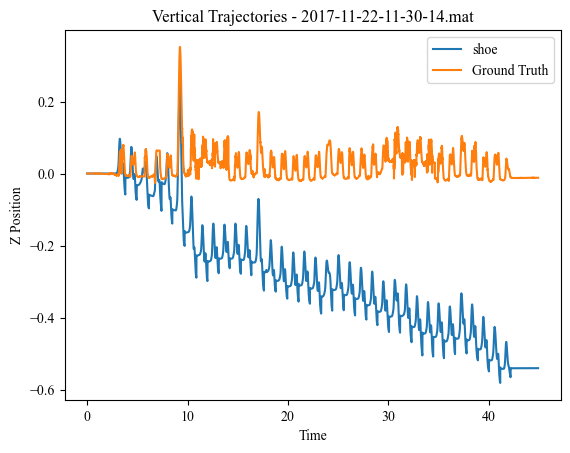 Vertical Trajectories - 2017-11-22-11-30-14.mat
shoe
Ground Truth
Z Position
0.2
0.0
−0.2
−0.4
−0.6
0
10
20
30
40
Time